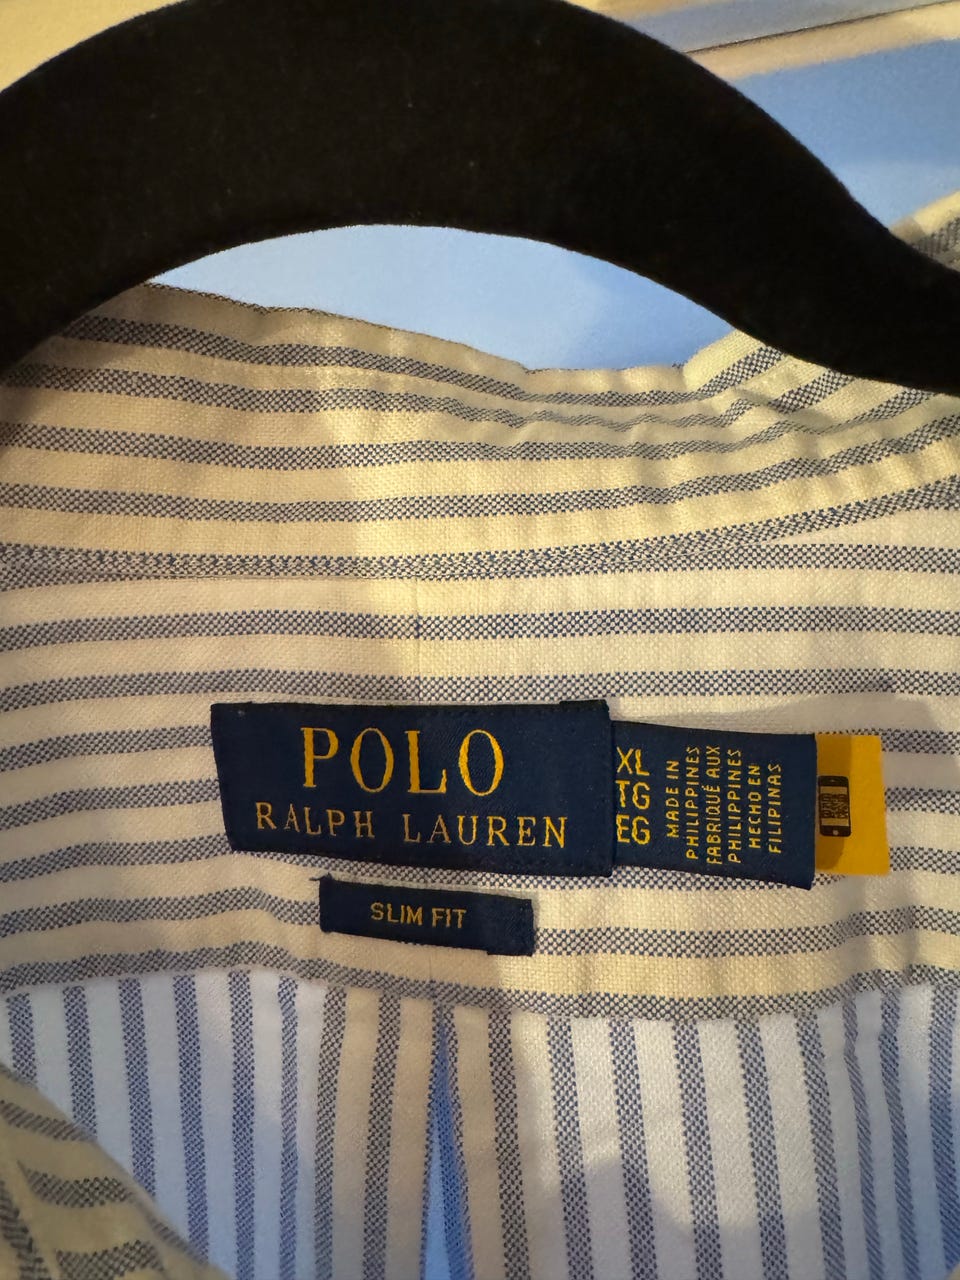 POLO
RALPH LAUREN
XL
TG
EG
MADE IN
PHILIPPINES
FABRIQUÉ AUX
PHILIPPINES
HECHO EN
FILIPINAS
SLIM FIT